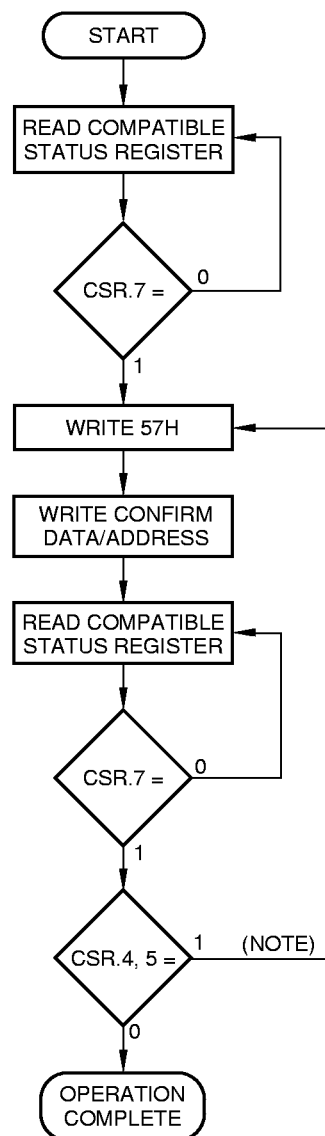 START
READ COMPATIBLE
STATUS REGISTER
CSR.7 =
0
1
WRITE 57H
WRITE CONFIRM
DATA/ADDRESS
READ COMPATIBLE
STATUS REGISTER
CSR.7 =
0
1
CSR.4, 5 =
1
(NOTE)
0
OPERATION
COMPLETE